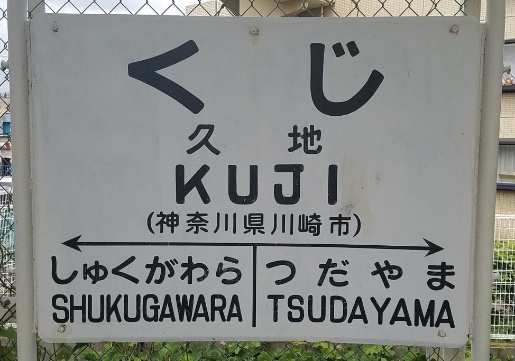 くじ
久地
KUJI
(神奈川県川崎市)
しゅくがわら つだやま
SHUKUGAWARA TSUDAYAMA